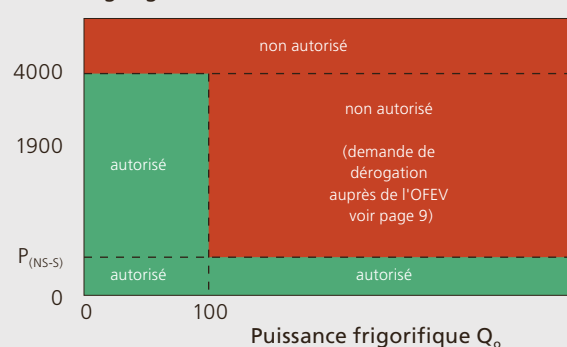 non autorisé
4000
non autorisé
1900
(demande de
dérogation
auprès de l'OFEV
voir page 9)
autorisé
P(NS-S)
autorisé
autorisé
0
0
100
Puissance frigorifique Qo